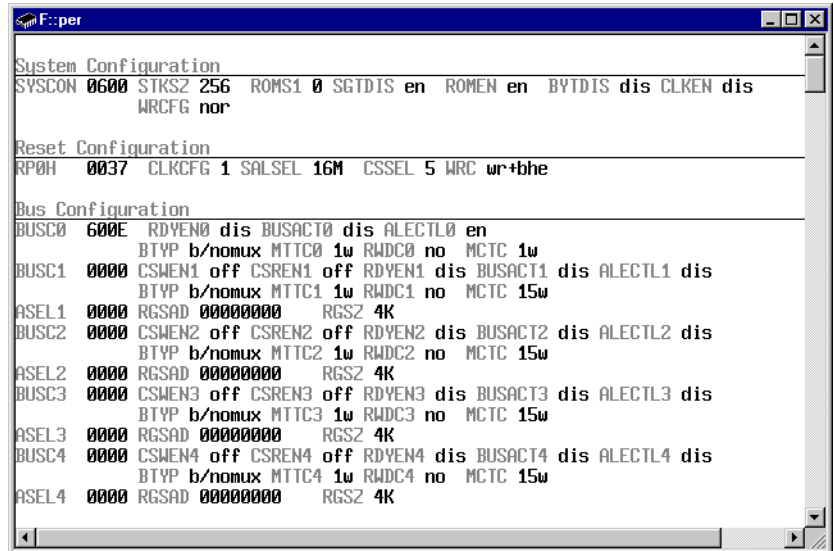 F::per
System Configuration
SYSCON 0600 STKSZ 256 ROMS1 0 SGTDIS en ROMEN en BYTDIS dis CLKEN dis
WRCFG nor
Reset Configuration
RP0H 0037 CLKCFG 1 SALSEL 16M CSSEL 5 WRC wr+bhe
Bus Configuration
BUSC0 600E RDYEN0 dis BUSACT0 dis ALECTL0 en
BTYP b/nomux MTTC0 1w RWDC0 no MCTC 1w
BUSC1 0000 CSWEN1 off CSREN1 off RDYEN1 dis BUSACT1 dis ALECTL1 dis
BTYP b/nomux MTTC1 1w RWDC1 no MCTC 15w
ASEL1 0000 RGSAD 00000000 RGSZ 4K
BUSC2 0000 CSWEN2 off CSREN2 off RDYEN2 dis BUSACT2 dis ALECTL2 dis
BTYP b/nomux MTTC2 1w RWDC2 no MCTC 15w
ASEL2 0000 RGSAD 00000000 RGSZ 4K
BUSC3 0000 CSWEN3 off CSREN3 off RDYEN3 dis BUSACT3 dis ALECTL3 dis
BTYP b/nomux MTTC3 1w RWDC3 no MCTC 15w
ASEL3 0000 RGSAD 00000000 RGSZ 4K
BUSC4 0000 CSWEN4 off CSREN4 off RDYEN4 dis BUSACT4 dis ALECTL4 dis
BTYP b/nomux MTTC4 1w RWDC4 no MCTC 15w
ASEL4 0000 RGSAD 00000000 RGSZ 4K